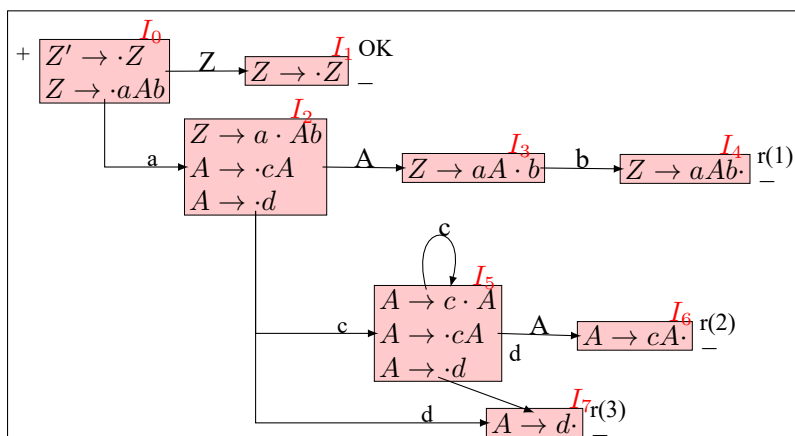 I₀
+
Z′ → ·Z
Z → ·aAb
Z
I₁ OK
Z → ·Z
–
a
I₂
Z → a · Ab
A → ·cA
A → ·d
A
I₃
Z → aA · b
b
I₄ r(1)
Z → aAb·
–
c
I₅
A → c · A
A → ·cA
A → ·d
c
A
d
I₆ r(2)
A → cA·
–
d
I₇ r(3)
A → d·
–